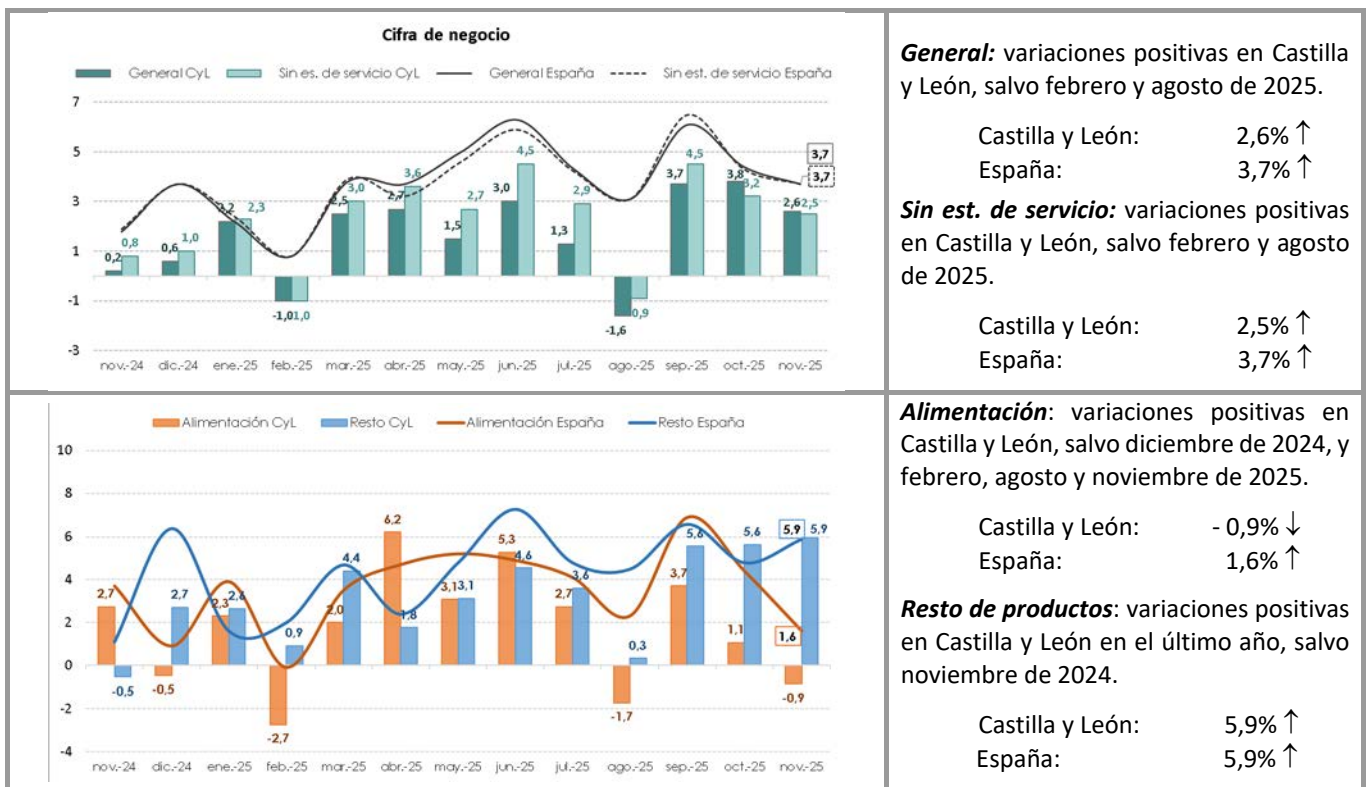 Cifra de negocio
General CyL Sin es. de servicio CyL General España Sin est. de servicio España
7
5
3
1
-1
-3
0,2 0,8 0,6 1,0 2,2 2,3 -1,0 1,0 2,5 3,0 2,7 3,6 1,5 2,7 3,0 4,5 1,3 2,9 -1,6 0,9 3,7 4,5 3,8 3,2 2,6 2,5 3,7 3,7
nov.-24 dic.-24 ene.-25 feb.-25 mar.-25 abr.-25 may.-25 jun.-25 jul.-25 ago.-25 sep.-25 oct.-25 nov.-25
General: variaciones positivas en Castilla
y León, salvo febrero y agosto de 2025.
Castilla y León: 2,6% ↑
España: 3,7% ↑
Sin est. de servicio: variaciones positivas
en Castilla y León, salvo febrero y agosto
de 2025.
Castilla y León: 2,5% ↑
España: 3,7% ↑
Alimentación CyL Resto CyL Alimentación España Resto España
10
8
6
4
2
0
-2
-4
2,7 -0,5 -0,5 2,7 2,3 2,6 -2,7 0,9 2,0 4,4 6,2 1,8 3,1 3,1 5,3 4,6 2,7 3,6 -1,7 0,3 3,7 5,6 1,1 5,6 -0,9 5,9 5,9 1,6
nov.-24 dic.-24 ene.-25 feb.-25 mar.-25 abr.-25 may.-25 jun.-25 jul.-25 ago.-25 sep.-25 oct.-25 nov.-25
Alimentación: variaciones positivas en
Castilla y León, salvo diciembre de 2024, y
febrero, agosto y noviembre de 2025.
Castilla y León: - 0,9% ↓
España: 1,6% ↑
Resto de productos: variaciones positivas
en Castilla y León en el último año, salvo
noviembre de 2024.
Castilla y León: 5,9% ↑
España: 5,9% ↑